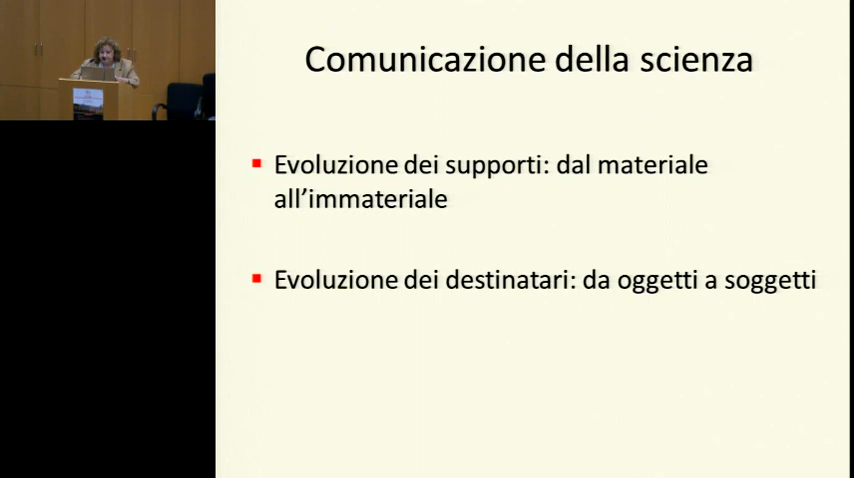 Comunicazione della scienza
Evoluzione dei supporti: dal materiale
all'immateriale
Evoluzione dei destinatari: da oggetti a soggetti